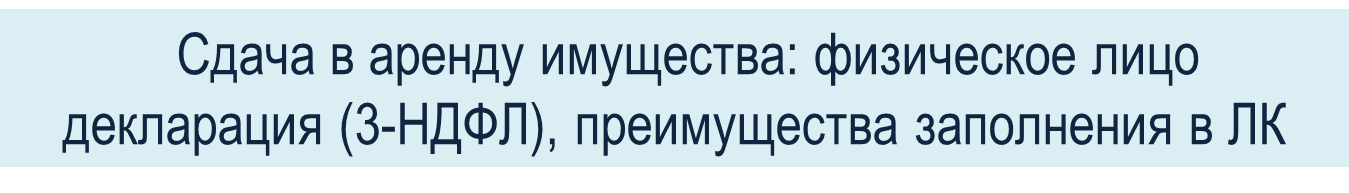 Сдача в аренду имущества: физическое лицо
декларация (3-НДФЛ), преимущества заполнения в ЛК